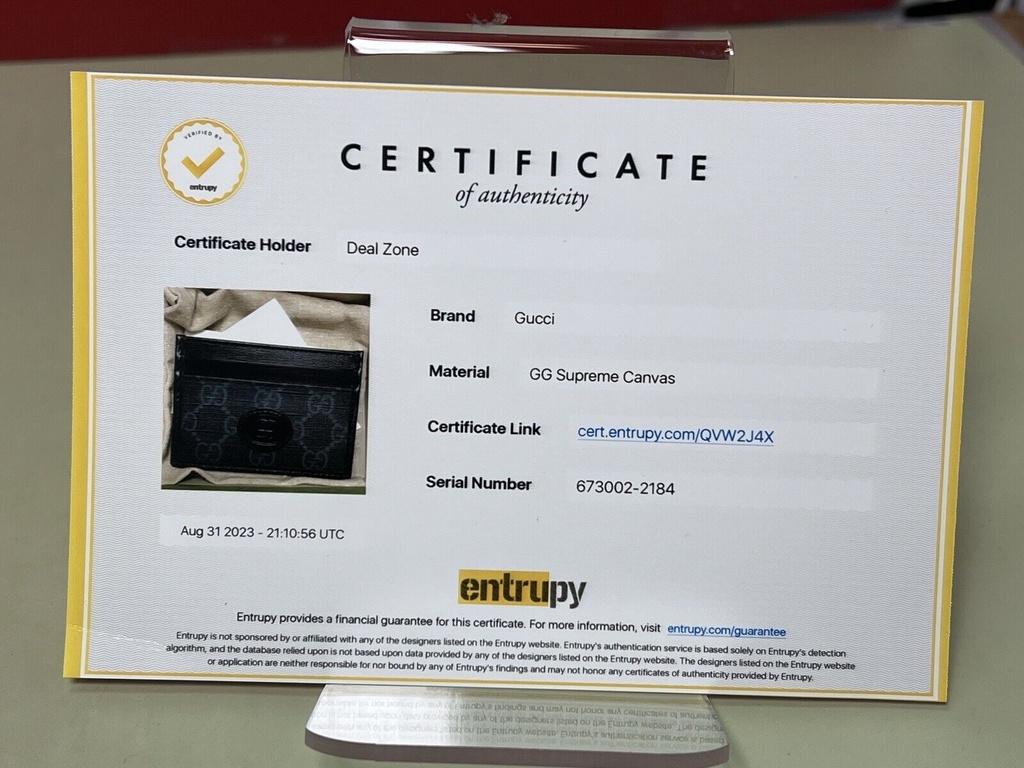 VERIFIED BY
entrupy
CERTIFICATE
of authenticity
Certificate Holder Deal Zone
Brand Gucci
Material GG Supreme Canvas
Certificate Link cert.entrupy.com/QVW2J4X
Serial Number 673002-2184
Aug 31 2023 - 21:10:56 UTC
entrupy
Entrupy provides a financial guarantee for this certificate. For more information, visit entrupy.com/guarantee
Entrupy is not sponsored by or affiliated with any of the designers listed on the Entrupy website. Entrupy's authentication service is based solely on Entrupy's detection
algorithm, and the database relied upon is not based upon data provided by any of the designers listed on the Entrupy website. The designers listed on the Entrupy website
or application are neither responsible for nor bound by any of Entrupy's findings and may not honor any certificates of authenticity provided by Entrupy.